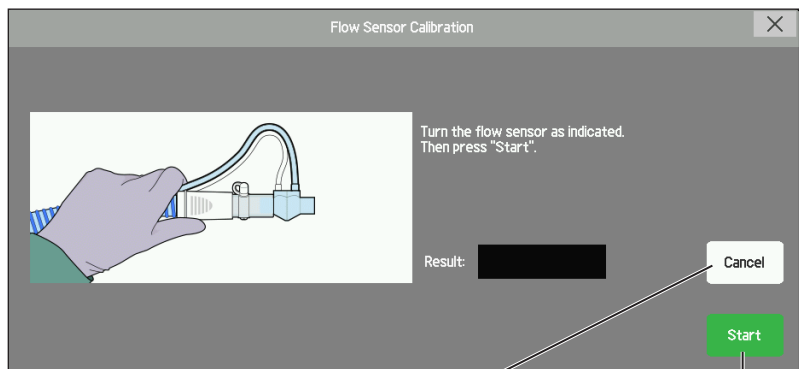 Flow Sensor Calibration
Turn the flow sensor as indicated.
Then press "Start".
Result:
Cancel
Start